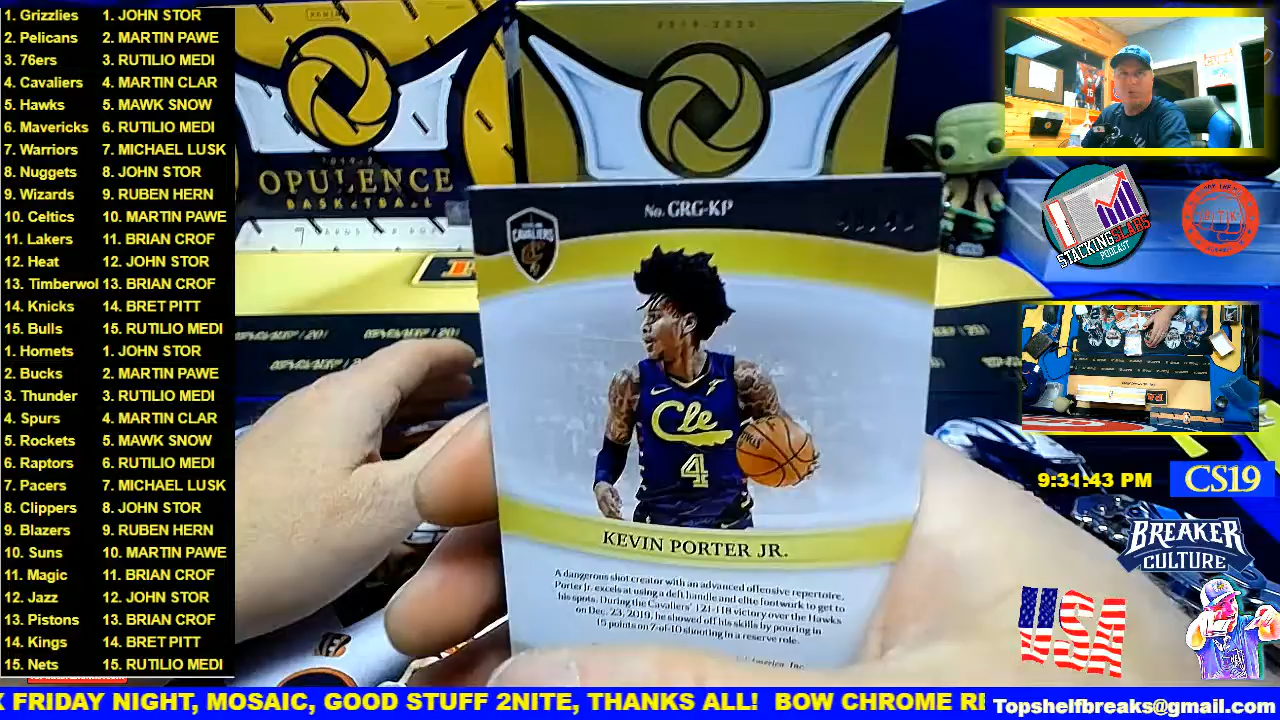 1. Grizzlies 1. JOHN STOR
2. Pelicans 2. MARTIN PAWE
3. 76ers 3. RUTILIO MEDI
4. Cavaliers 4. MARTIN CLAR
5. Hawks 5. MAWK SNOW
6. Mavericks 6. RUTILIO MEDI
7. Warriors 7. MICHAEL LUSK
8. Nuggets 8. JOHN STOR
9. Wizards 9. RUBEN HERN
10. Celtics 10. MARTIN PAWE
11. Lakers 11. BRIAN CROF
12. Heat 12. JOHN STOR
13. Timberwol 13. BRIAN CROF
14. Knicks 14. BRET PITT
15. Bulls 15. RUTILIO MEDI
1. Hornets 1. JOHN STOR
2. Bucks 2. MARTIN PAWE
3. Thunder 3. RUTILIO MEDI
4. Spurs 4. MARTIN CLAR
5. Rockets 5. MAWK SNOW
6. Raptors 6. RUTILIO MEDI
7. Pacers 7. MICHAEL LUSK
8. Clippers 8. JOHN STOR
9. Blazers 9. RUBEN HERN
10. Suns 10. MARTIN PAWE
11. Magic 11. BRIAN CROF
12. Jazz 12. JOHN STOR
13. Pistons 13. BRIAN CROF
14. Kings 14. BRET PITT
15. Nets 15. RUTILIO MEDI
PANINI
OPULENCE
BASKETBALL
No. GRG-KP
CAVALIERS
Cle
4
KEVIN PORTER JR.
A dangerous shot creator with an advanced offensive repertoire,
Porter Jr. excels at using a deft handle and elite footwork to get to
his spots. During the Cavaliers' 121-118 victory over the Hawks
on Dec. 23, 2019, he showed off his skills by pouring in
15 points on 7-of-10 shooting in a reserve role.
America, Inc.
STACKING SLABS
PODCAST
9:31:43 PM
CS19
BREAKER
CULTURE
USA
K FRIDAY NIGHT, MOSAIC, GOOD STUFF 2NITE, THANKS ALL! BOW CHROME RE
Topshelfbreaks@gmail.com